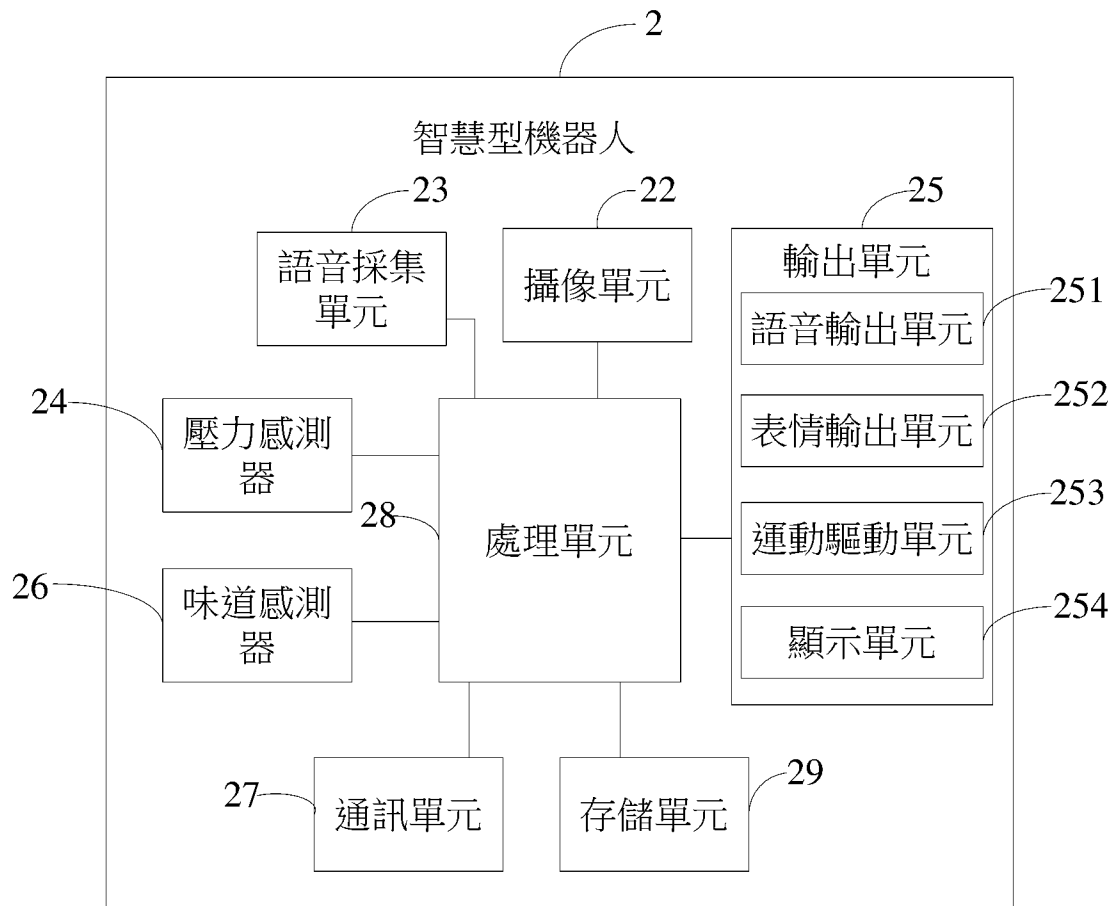 2
智慧型機器人
23
語音採集
單元
22
攝像單元
25
輸出單元
251
語音輸出單元
252
表情輸出單元
253
運動驅動單元
254
顯示單元
24
壓力感測
器
28
處理單元
26
味道感測
器
27
通訊單元
29
存儲單元